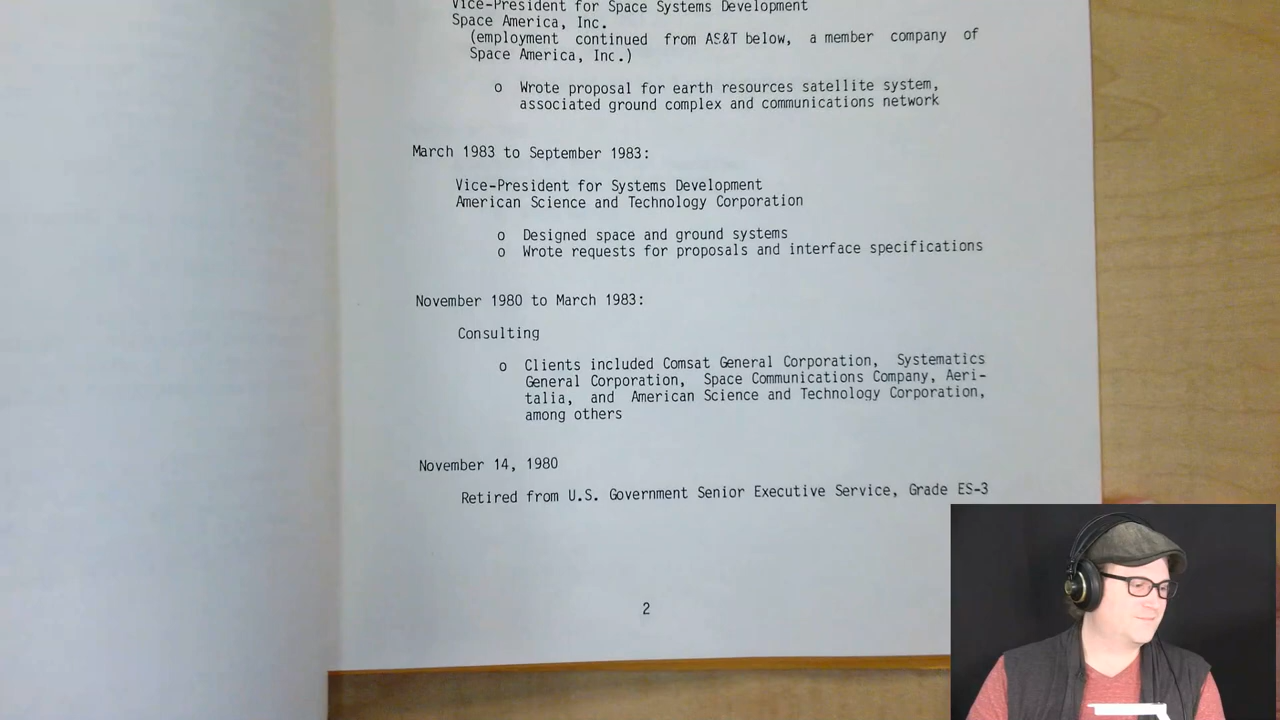 Vice-President for Space Systems Development
Space America, Inc.
(employment continued from AS&T below, a member company of
Space America, Inc.)
o Wrote proposal for earth resources satellite system,
associated ground complex and communications network
March 1983 to September 1983:
Vice-President for Systems Development
American Science and Technology Corporation
o Designed space and ground systems
o Wrote requests for proposals and interface specifications
November 1980 to March 1983:
Consulting
o Clients included Comsat General Corporation, Systematics
General Corporation, Space Communications Company, Aeri-
talia, and American Science and Technology Corporation,
among others
November 14, 1980
Retired from U.S. Government Senior Executive Service, Grade ES-3
2